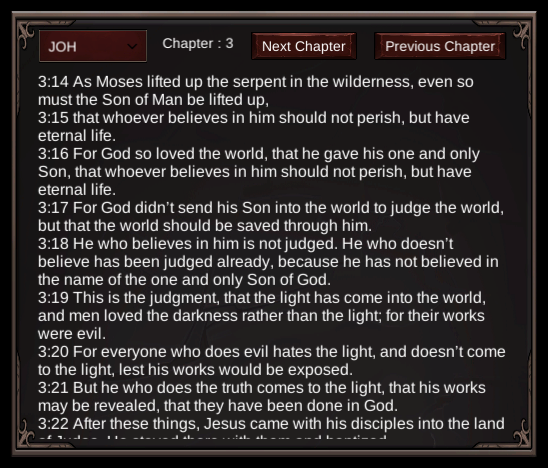 JOH
Chapter : 3
Next Chapter
Previous Chapter
3:14 As Moses lifted up the serpent in the wilderness, even so
must the Son of Man be lifted up,
3:15 that whoever believes in him should not perish, but have
eternal life.
3:16 For God so loved the world, that he gave his one and only
Son, that whoever believes in him should not perish, but have
eternal life.
3:17 For God didn’t send his Son into the world to judge the world,
but that the world should be saved through him.
3:18 He who believes in him is not judged. He who doesn’t
believe has been judged already, because he has not believed in
the name of the one and only Son of God.
3:19 This is the judgment, that the light has come into the world,
and men loved the darkness rather than the light; for their works
were evil.
3:20 For everyone who does evil hates the light, and doesn’t come
to the light, lest his works would be exposed.
3:21 But he who does the truth comes to the light, that his works
may be revealed, that they have been done in God.
3:22 After these things, Jesus came with his disciples into the land